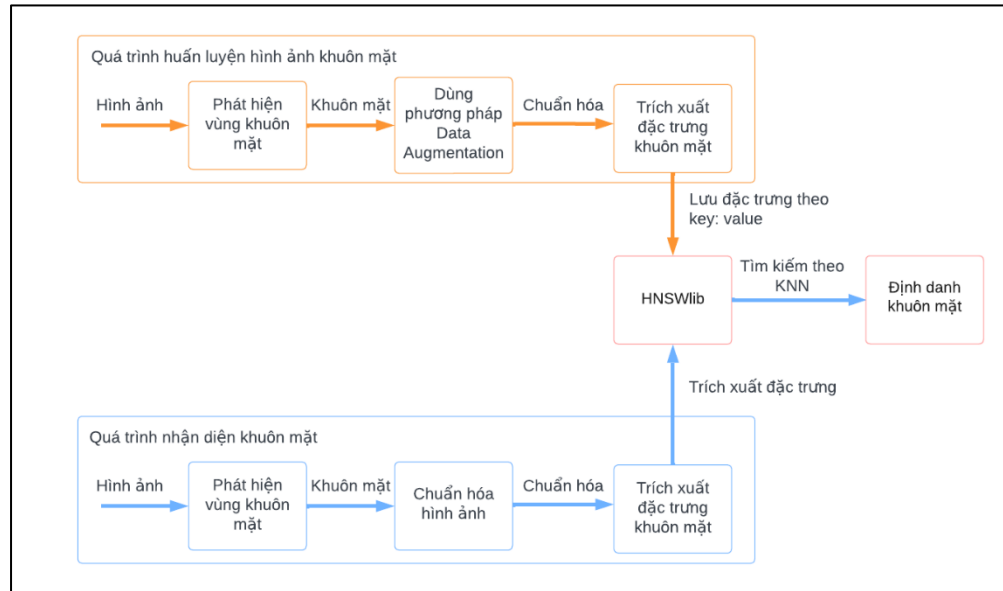 Quá trình huấn luyện hình ảnh khuôn mặt
Hình ảnh
Phát hiện
vùng khuôn
mặt
Khuôn mặt
Dùng
phương pháp
Data
Augmentation
Chuẩn hóa
Trích xuất
đặc trưng
khuôn mặt
Lưu đặc trưng theo
key: value
HNSWlib
Tìm kiếm theo
KNN
Định danh
khuôn mặt
Trích xuất đặc trưng
Quá trình nhận diện khuôn mặt
Hình ảnh
Phát hiện
vùng khuôn
mặt
Khuôn mặt
Chuẩn hóa
hình ảnh
Chuẩn hóa
Trích xuất
đặc trưng
khuôn mặt